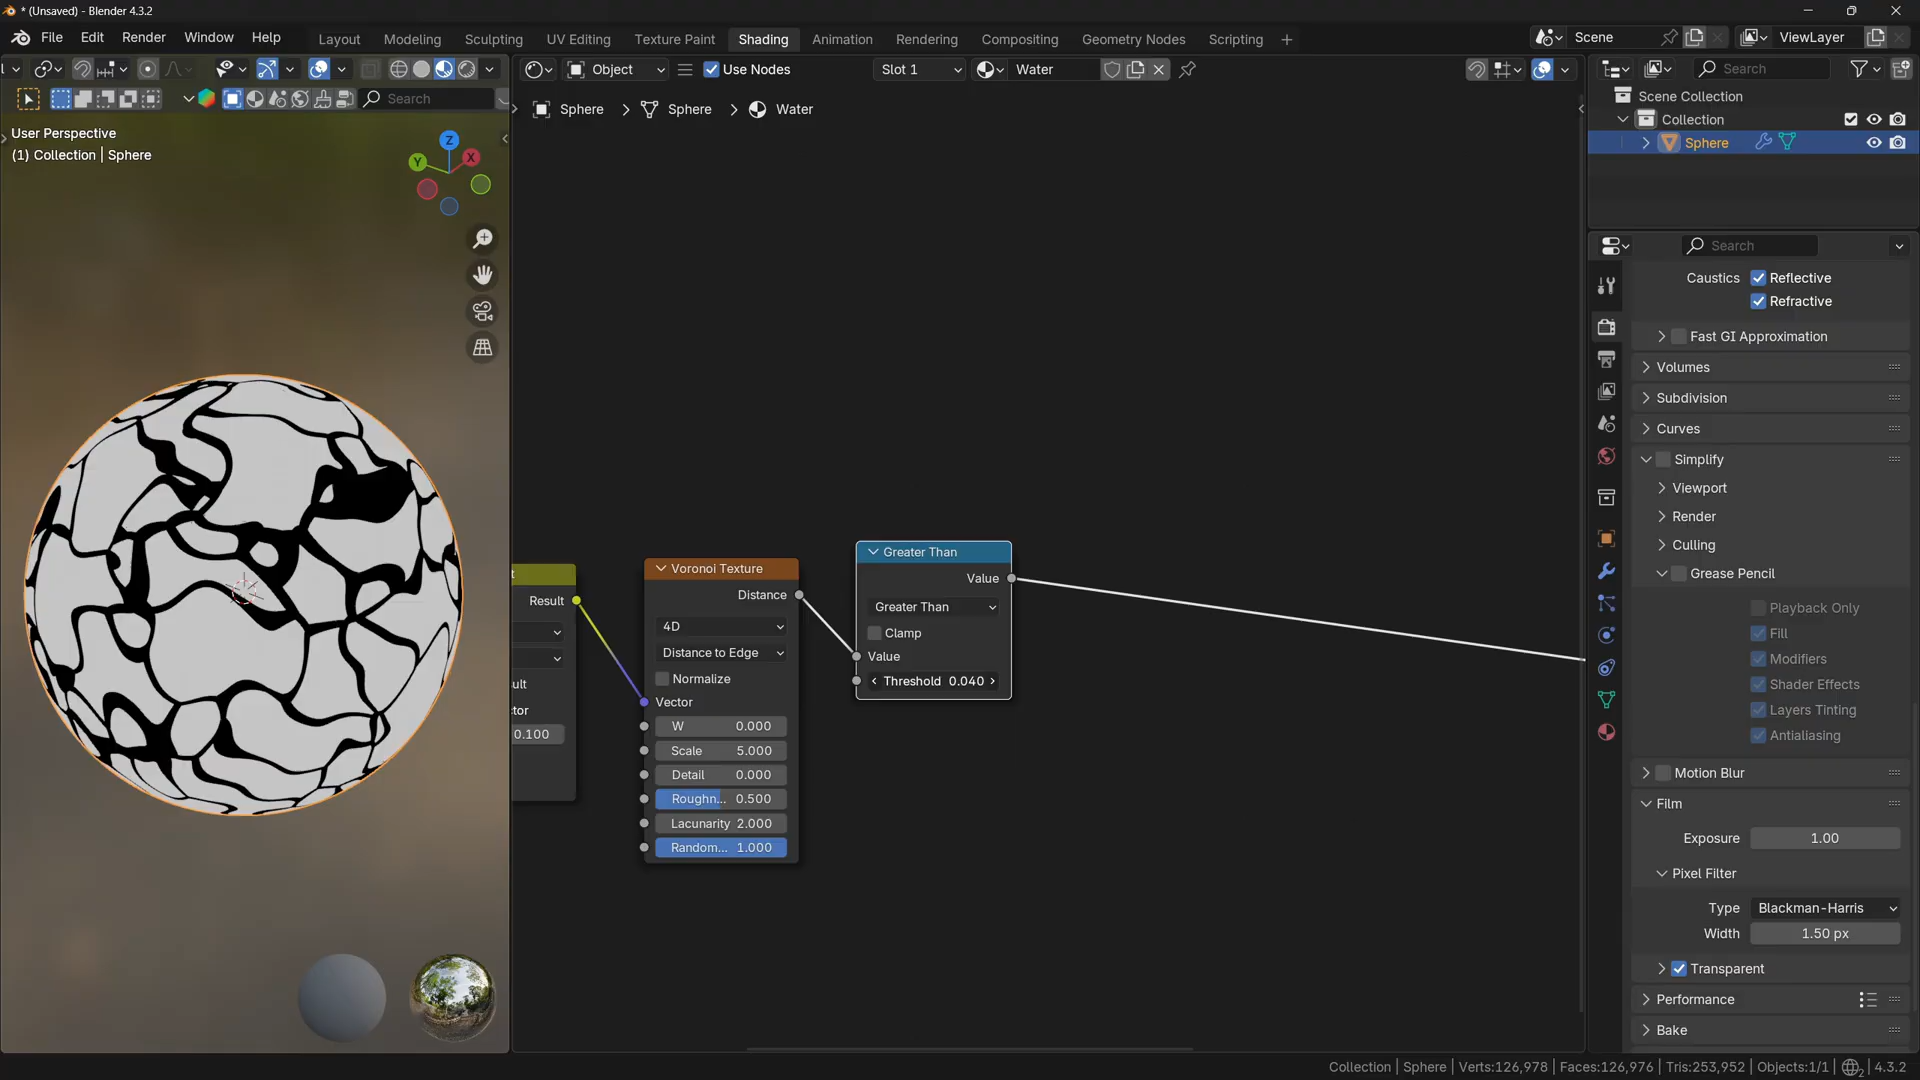 * (Unsaved) - Blender 4.3.2
File Edit Render Window Help
Layout Modeling Sculpting UV Editing Texture Paint Shading Animation Rendering Compositing Geometry Nodes Scripting +
Scene
ViewLayer
Object
Use Nodes
Slot 1
Water
Search
Search
Sphere > Sphere > Water
User Perspective
(1) Collection | Sphere
Z
Y
X
Scene Collection
Collection
Sphere
Search
Caustics Reflective
Refractive
Fast GI Approximation
Volumes
Subdivision
Curves
Simplify
Viewport
Render
Culling
Grease Pencil
Playback Only
Fill
Modifiers
Shader Effects
Layers Tinting
Antialiasing
Motion Blur
Film
Exposure 1.00
Pixel Filter
Type Blackman-Harris
Width 1.50 px
Transparent
Performance
Bake
t
Result
ult
tor
0.100
Voronoi Texture
Distance
4D
Distance to Edge
Normalize
Vector
W 0.000
Scale 5.000
Detail 0.000
Roughn... 0.500
Lacunarity 2.000
Random... 1.000
Greater Than
Value
Greater Than
Clamp
Value
Threshold 0.040
Collection | Sphere | Verts:126,978 | Faces:126,976 | Tris:253,952 | Objects:1/1 | 2 | 4.3.2